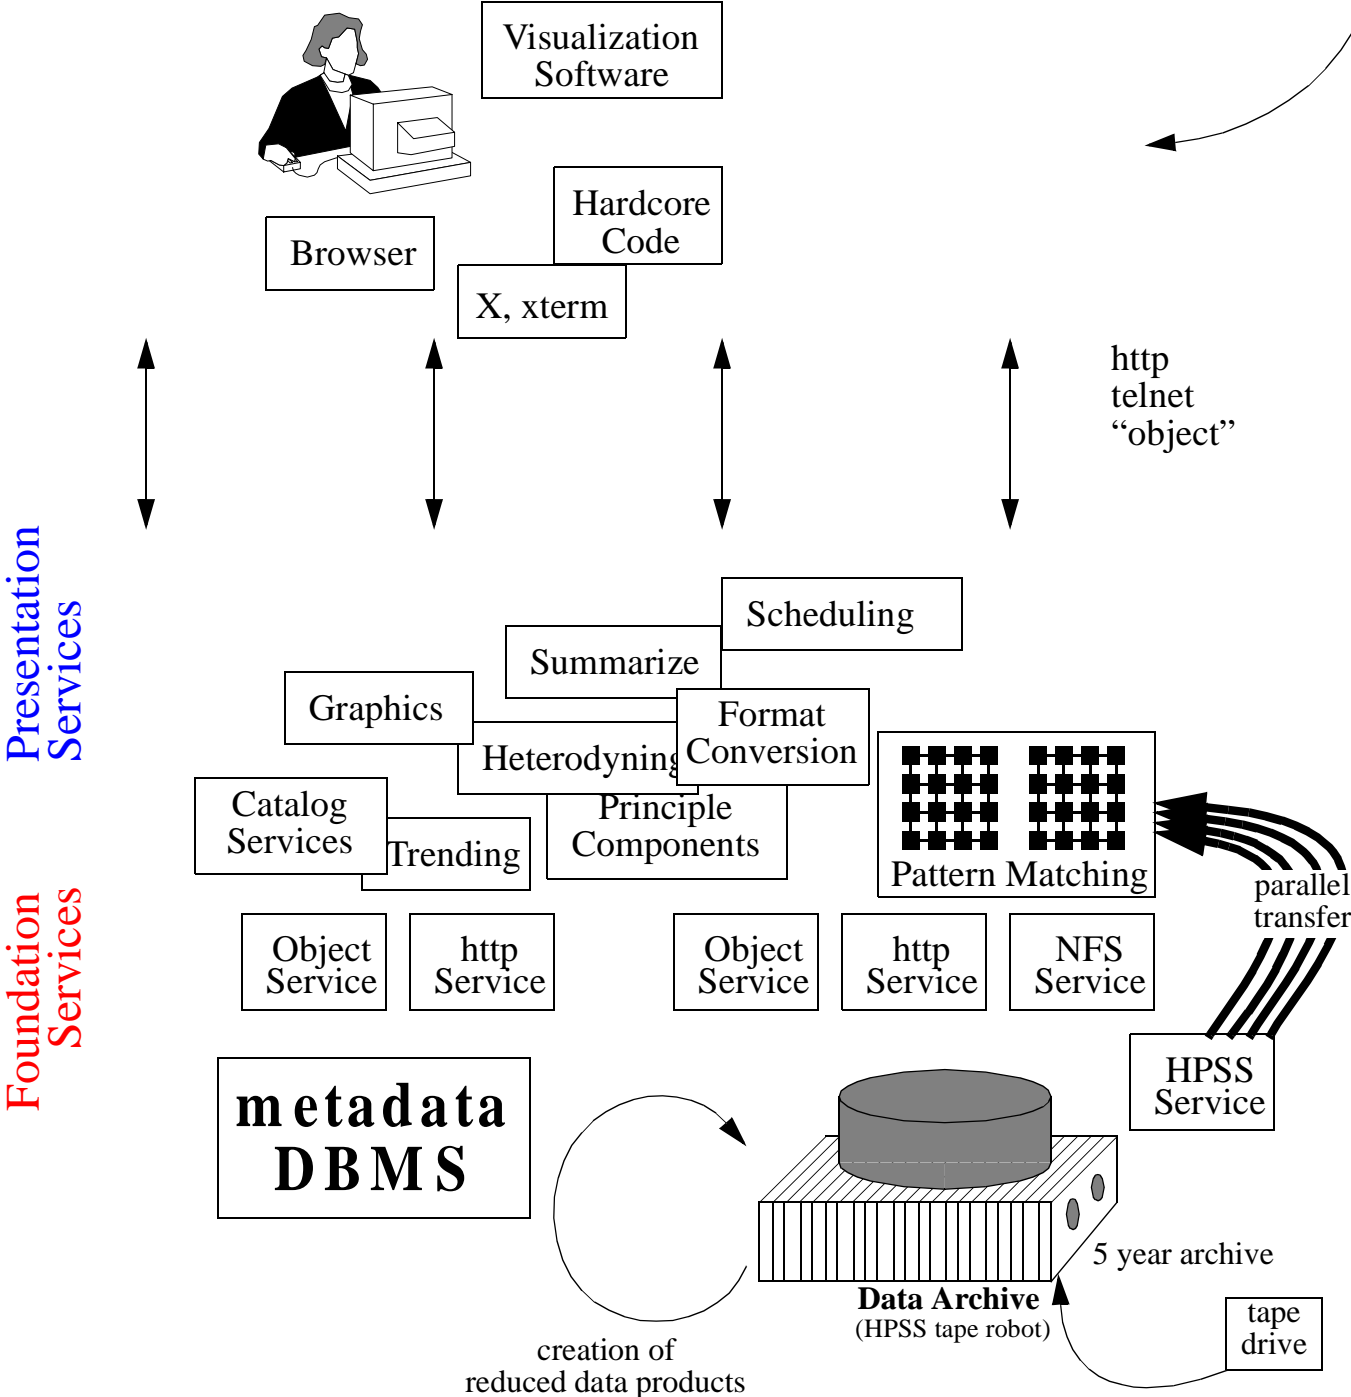 Visualization
Software
Hardcore
Code
Browser
X, xterm
http
telnet
“object”
Presentation
Services
Scheduling
Summarize
Graphics
Format
Conversion
Heterodyning
Catalog
Services
Principle
Components
Trending
Pattern Matching
parallel
transfer
Foundation
Services
Object
Service
http
Service
Object
Service
http
Service
NFS
Service
HPSS
Service
metadata
DBMS
5 year archive
Data Archive
(HPSS tape robot)
tape
drive
creation of
reduced data products